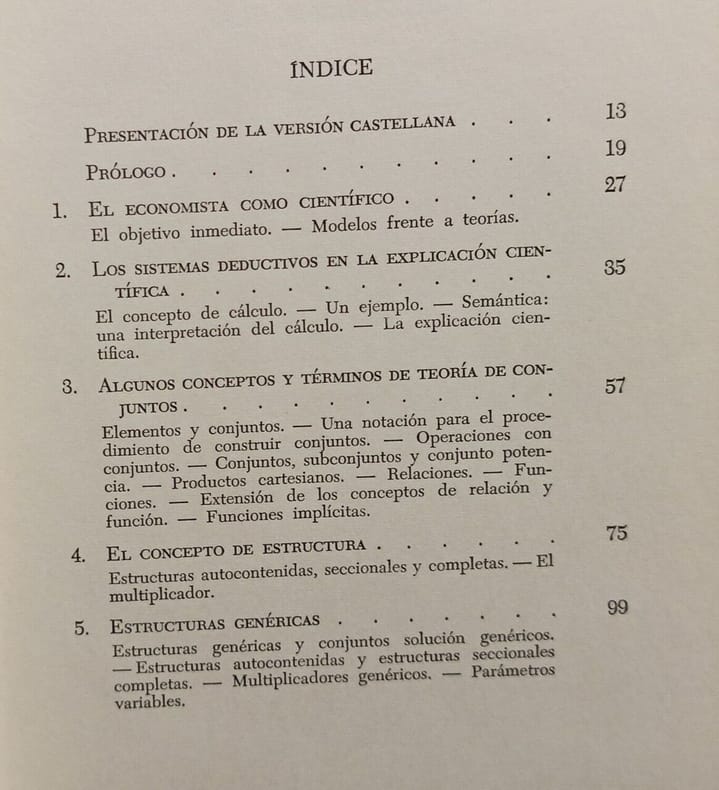 ÍNDICE
PRESENTACIÓN DE LA VERSIÓN CASTELLANA . . . 13
PRÓLOGO . . . . . . . . . . 19
1. EL ECONOMISTA COMO CIENTÍFICO . . . . . 27
El objetivo inmediato. — Modelos frente a teorías.
2. LOS SISTEMAS DEDUCTIVOS EN LA EXPLICACIÓN CIEN-
TÍFICA . . . . . . . . . . 35
El concepto de cálculo. — Un ejemplo. — Semántica:
una interpretación del cálculo. — La explicación cien-
tífica.
3. ALGUNOS CONCEPTOS Y TÉRMINOS DE TEORÍA DE CON-
JUNTOS . . . . . . . . . . 57
Elementos y conjuntos. — Una notación para el proce-
dimiento de construir conjuntos. — Operaciones con
conjuntos. — Conjuntos, subconjuntos y conjunto poten-
cia. — Productos cartesianos. — Relaciones. — Fun-
ciones. — Extensión de los conceptos de relación y
función. — Funciones implícitas.
4. EL CONCEPTO DE ESTRUCTURA . . . . . . 75
Estructuras autocontenidas, seccionales y completas. — El
multiplicador.
5. ESTRUCTURAS GENÉRICAS . . . . . . . 99
Estructuras genéricas y conjuntos solución genéricos.
— Estructuras autocontenidas y estructuras seccionales
completas. — Multiplicadores genéricos. — Parámetros
variables.